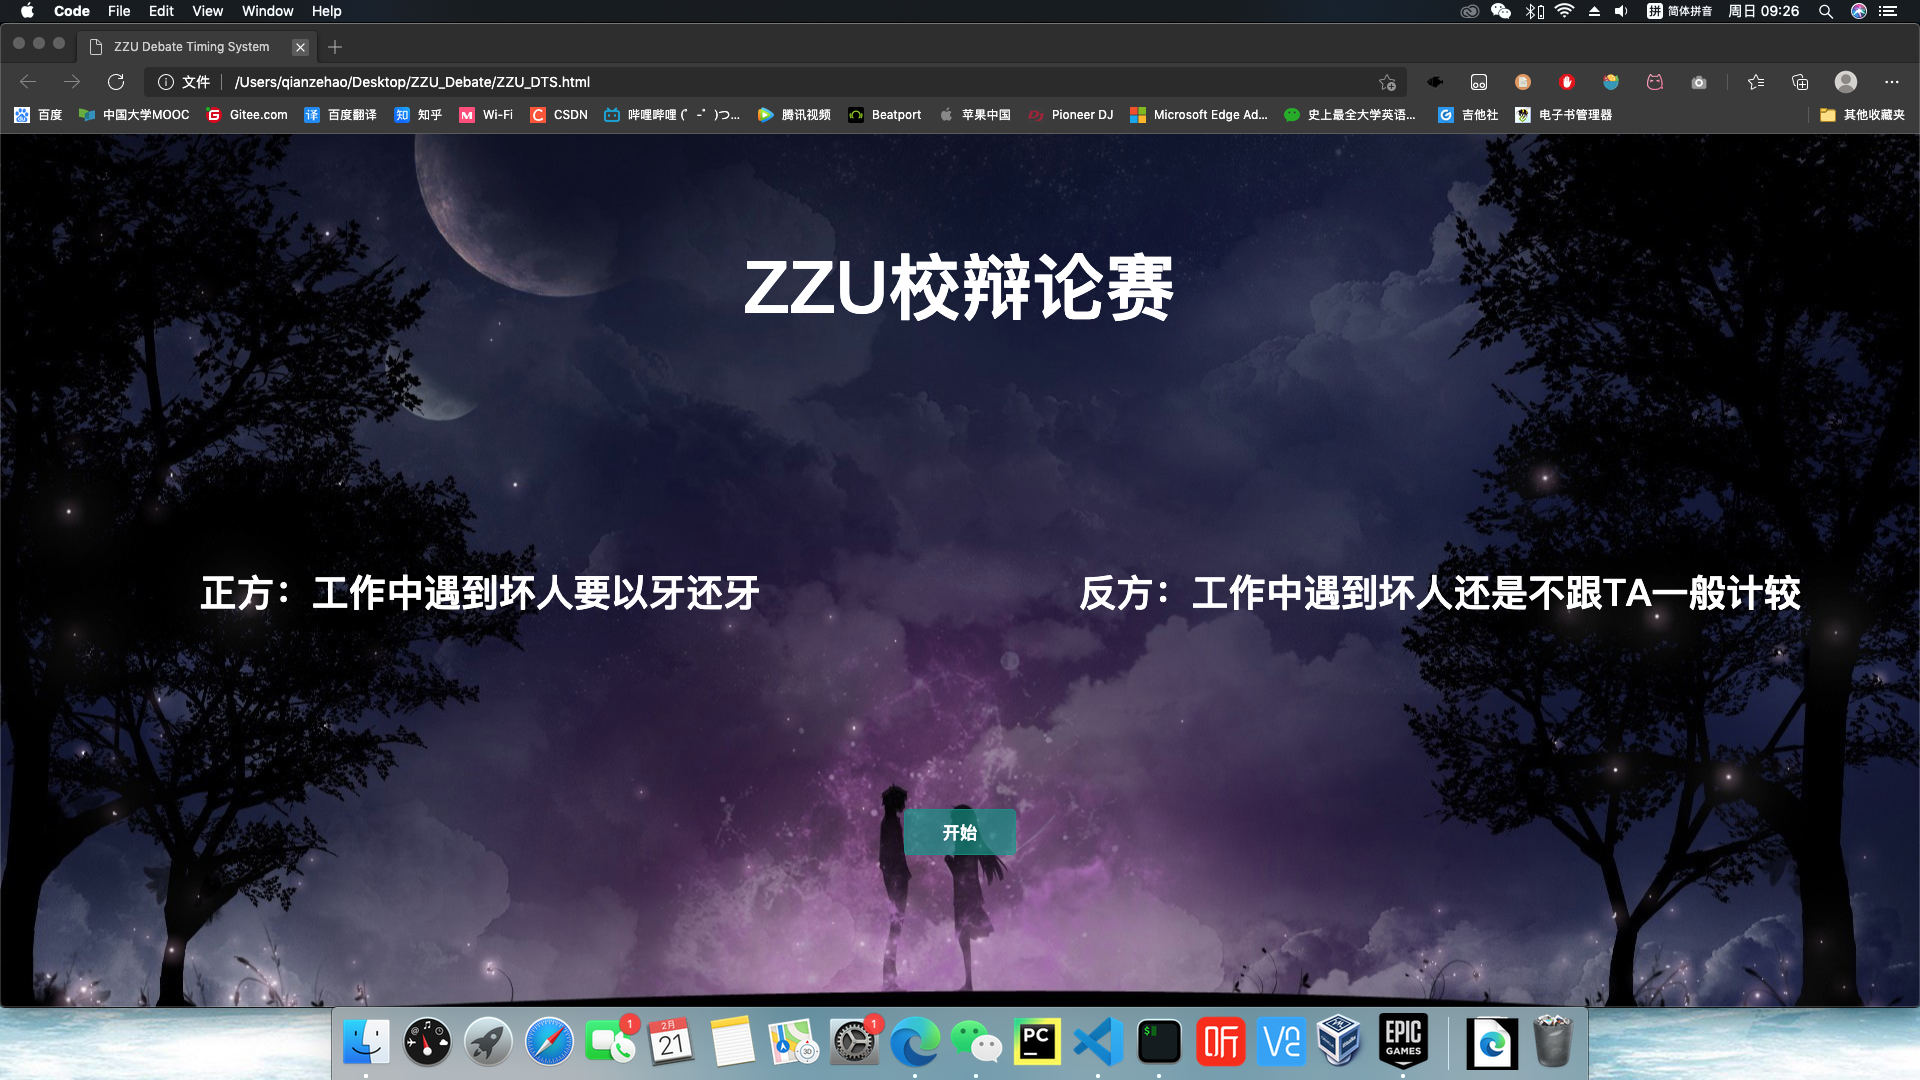 Code File Edit View Window Help 拼 简体拼音 周日 09:26
ZZU Debate Timing System
文件 /Users/qianzehao/Desktop/ZZU_Debate/ZZU_DTS.html
百度 中国大学MOOC Gitee.com 译 百度翻译 知 知乎 M Wi-Fi C CSDN 哔哩哔哩 (゜-゜)つ... 腾讯视频 Beatport 苹果中国 Dj Pioneer DJ Microsoft Edge Ad... 史上最全大学英语... 吉他社 电子书管理器 其他收藏夹
ZZU校辩论赛
正方：工作中遇到坏人要以牙还牙
反方：工作中遇到坏人还是不跟TA一般计较
开始
1 2月 21 3D 1 PC $ VNC EPIC GAMES